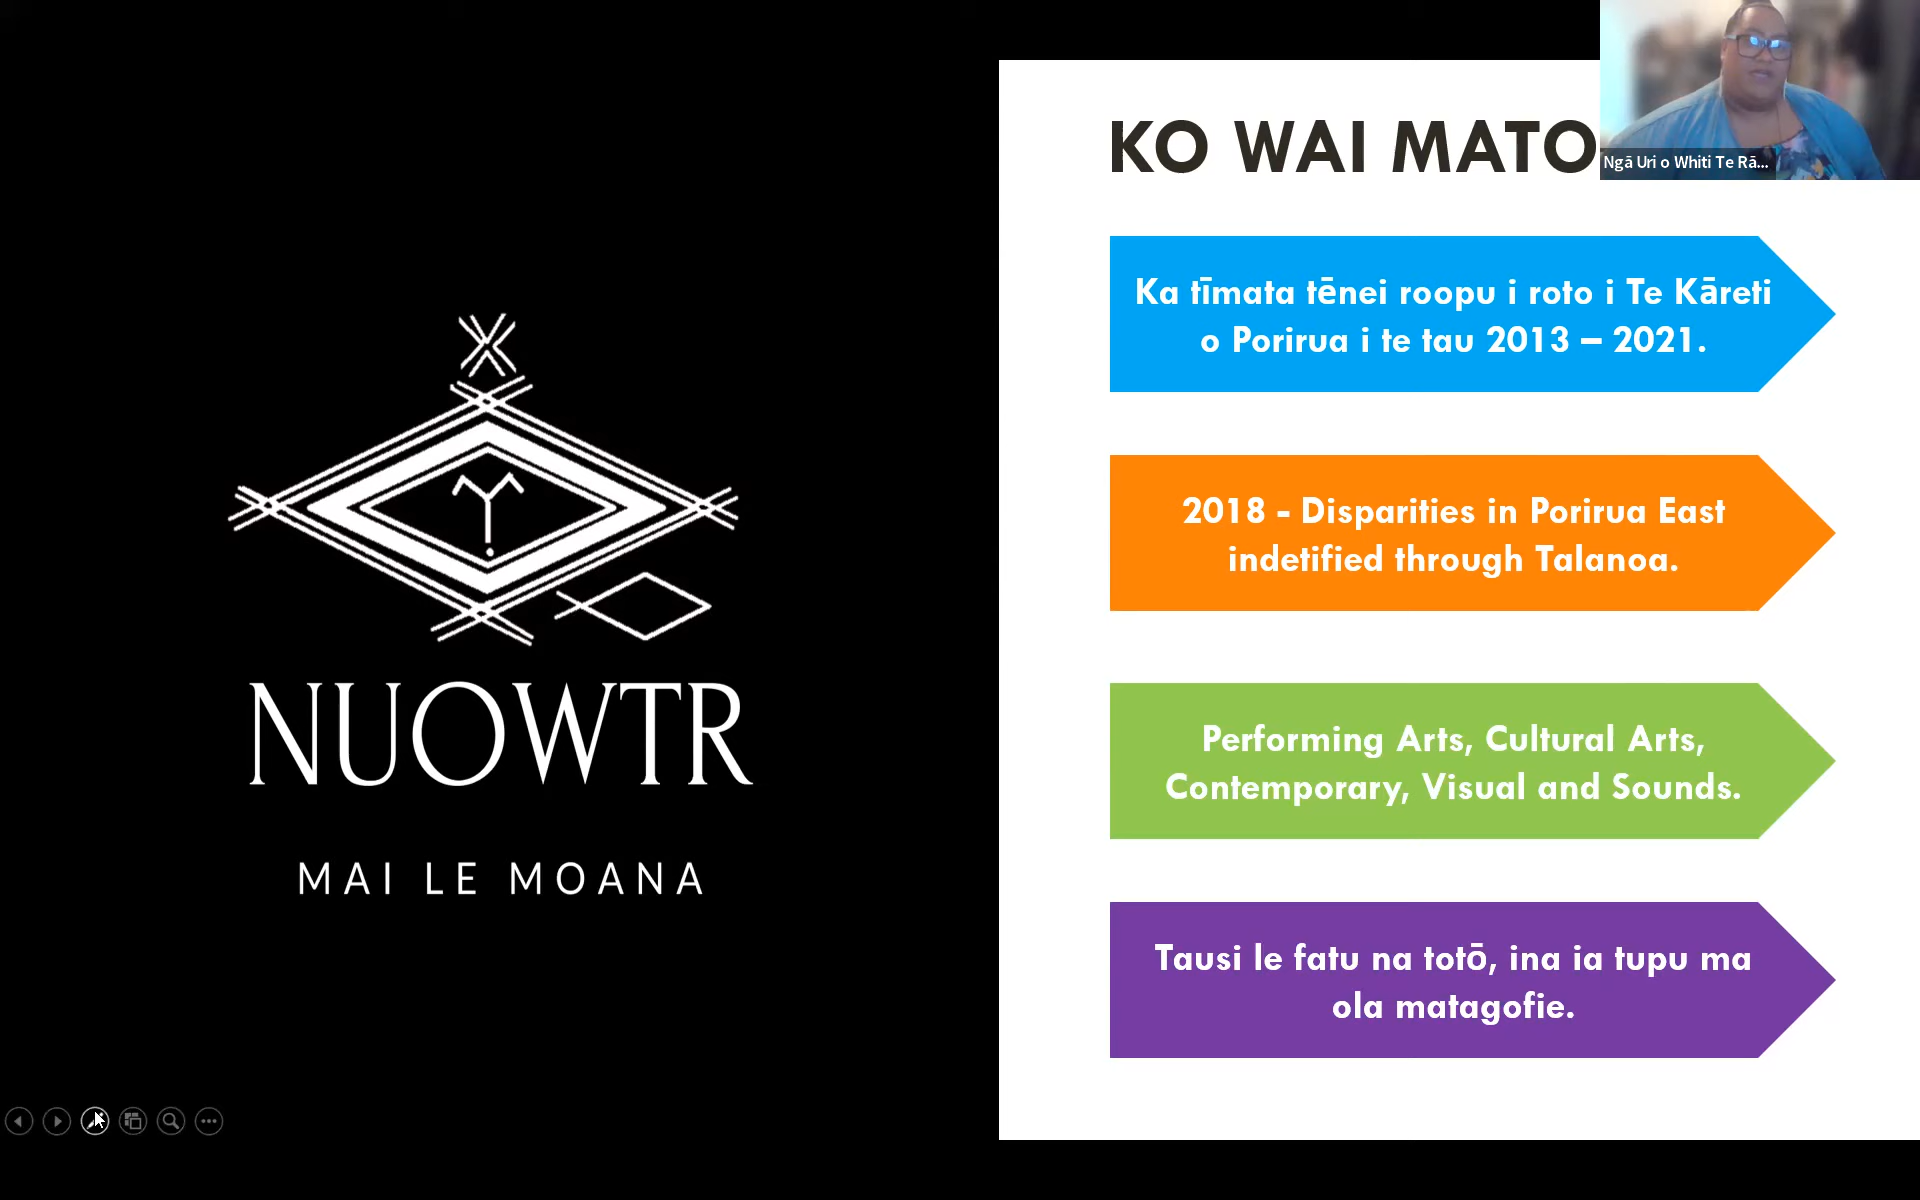 KO WAI MATO
Ngā Uri o Whiti Te Rā...
Ka tīmata tēnei roopu i roto i Te Kāreti
o Porirua i te tau 2013 – 2021.
2018 - Disparities in Porirua East
indetified through Talanoa.
Performing Arts, Cultural Arts,
Contemporary, Visual and Sounds.
Tausi le fatu na totō, ina ia tupu ma
ola matagofie.
NUOWTR
MAI LE MOANA